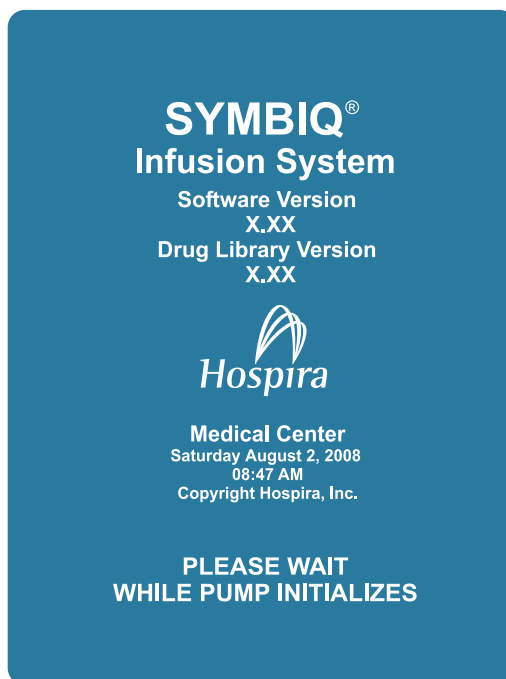 SYMBIQ®
Infusion System
Software Version
X.XX
Drug Library Version
X.XX
Hospira
Medical Center
Saturday August 2, 2008
08:47 AM
Copyright Hospira, Inc.
PLEASE WAIT
WHILE PUMP INITIALIZES